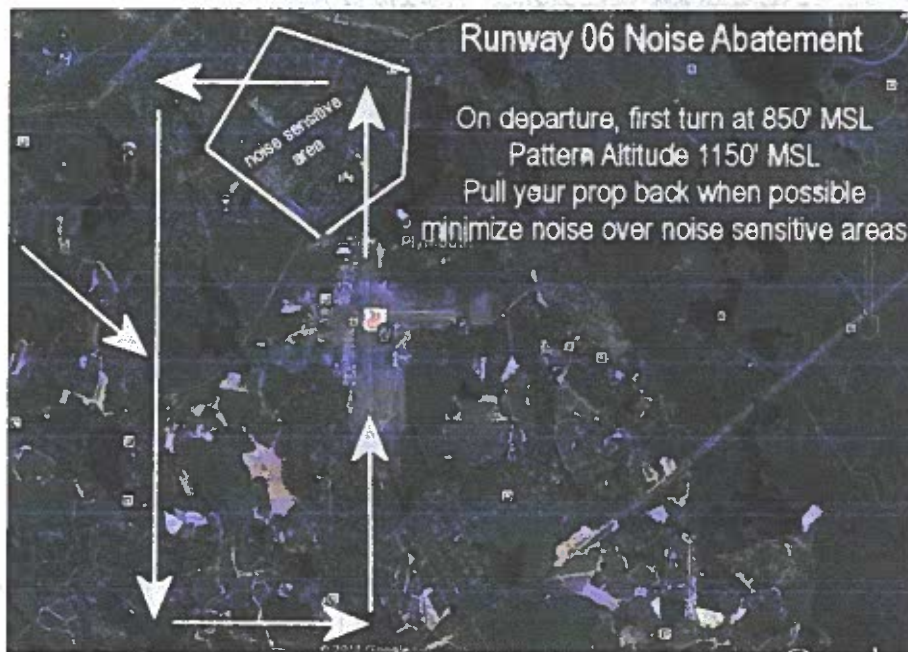 Runway 06 Noise Abatement
On departure, first turn at 850' MSL
Pattern Altitude 1150' MSL
Pull your prop back when possible
minimize noise over noise sensitive areas
noise sensitive
area
Plymouth